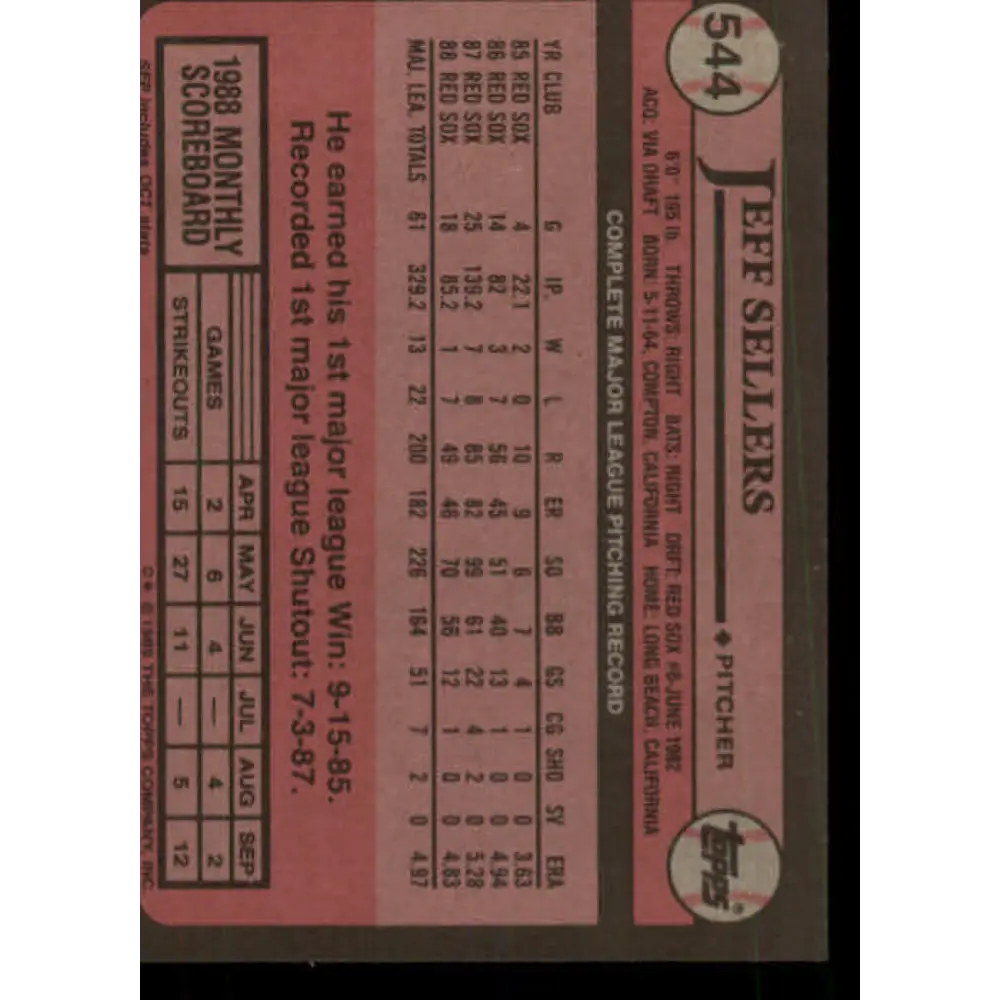 544
JEFF SELLERS ♦ PITCHER
topps®
6'0" 195 lb. THROWS: RIGHT BATS: RIGHT DRFT: RED SOX #8-JUNE 1982
ACQ: VIA DRAFT BORN: 5-11-64, COMPTON, CALIFORNIA HOME: LONG BEACH, CALIFORNIA
COMPLETE MAJOR LEAGUE PITCHING RECORD
YR CLUB G IP. W L R ER SO BB GS CG SHO SV ERA
85 RED SOX 4 22.1 2 0 10 9 6 7 4 1 0 0 3.63
86 RED SOX 14 82 3 7 56 45 51 40 13 1 0 0 4.94
87 RED SOX 25 139.2 7 8 85 82 99 61 22 4 2 0 5.28
88 RED SOX 18 85.2 1 7 49 46 70 56 12 1 0 0 4.83
MAJ. LEA. TOTALS 61 329.2 13 22 200 182 226 164 51 7 2 0 4.97
He earned his 1st major league Win: 9-15-85.
Recorded 1st major league Shutout: 7-3-87.
1988 MONTHLY
SCOREBOARD
APR MAY JUN JUL AUG SEP
GAMES 2 6 4 — 4 2
STRIKEOUTS 15 27 11 — 5 12
SEP includes OCT stats
© 1989 THE TOPPS COMPANY, INC.